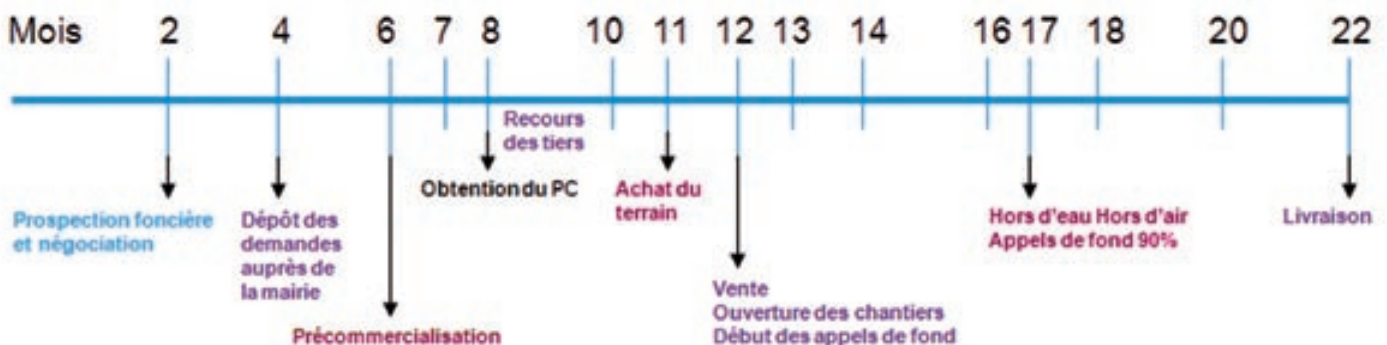 Mois 2 4 6 7 8 10 11 12 13 14 16 17 18 20 22
Recours
des tiers
Obtention du PC
Prospection foncière
et négociation
Dépôt des
demandes
auprès de
la mairie
Précommercialisation
Achat du
terrain
Vente
Ouverture des chantiers
Début des appels de fond
Hors d'eau Hors d'air
Appels de fond 90%
Livraison